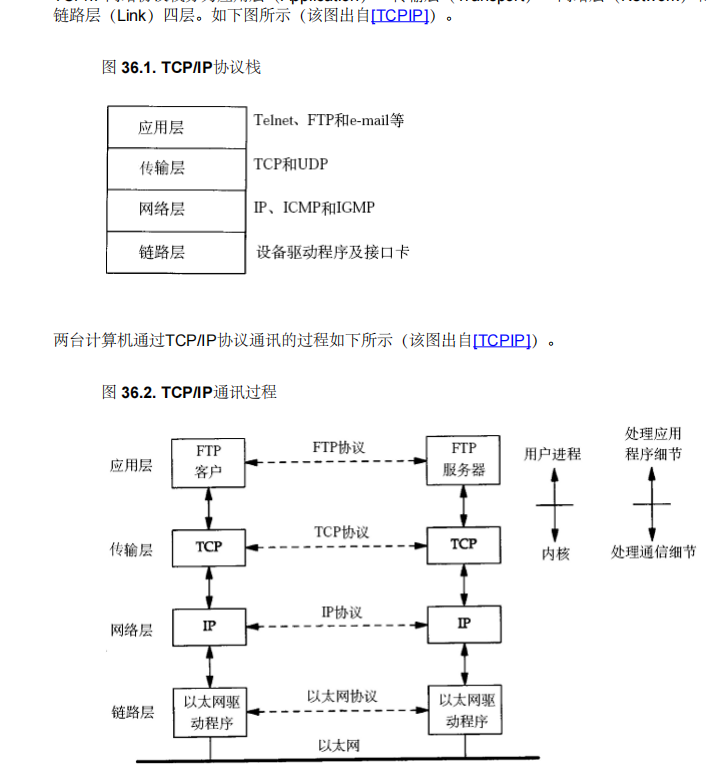 链路层（Link）四层。如下图所示（该图出自[TCPIP]）。
图 36.1. TCP/IP协议栈
应用层 Telnet、FTP和e-mail等
传输层 TCP和UDP
网络层 IP、ICMP和IGMP
链路层 设备驱动程序及接口卡
两台计算机通过TCP/IP协议通讯的过程如下所示（该图出自[TCPIP]）。
图 36.2. TCP/IP通讯过程
应用层
FTP
客户
FTP协议
FTP
服务器
用户进程
内核
处理应用
程序细节
处理通信细节
传输层
TCP
TCP协议
TCP
网络层
IP
IP协议
IP
链路层
以太网驱
动程序
以太网协议
以太网驱
动程序
以太网